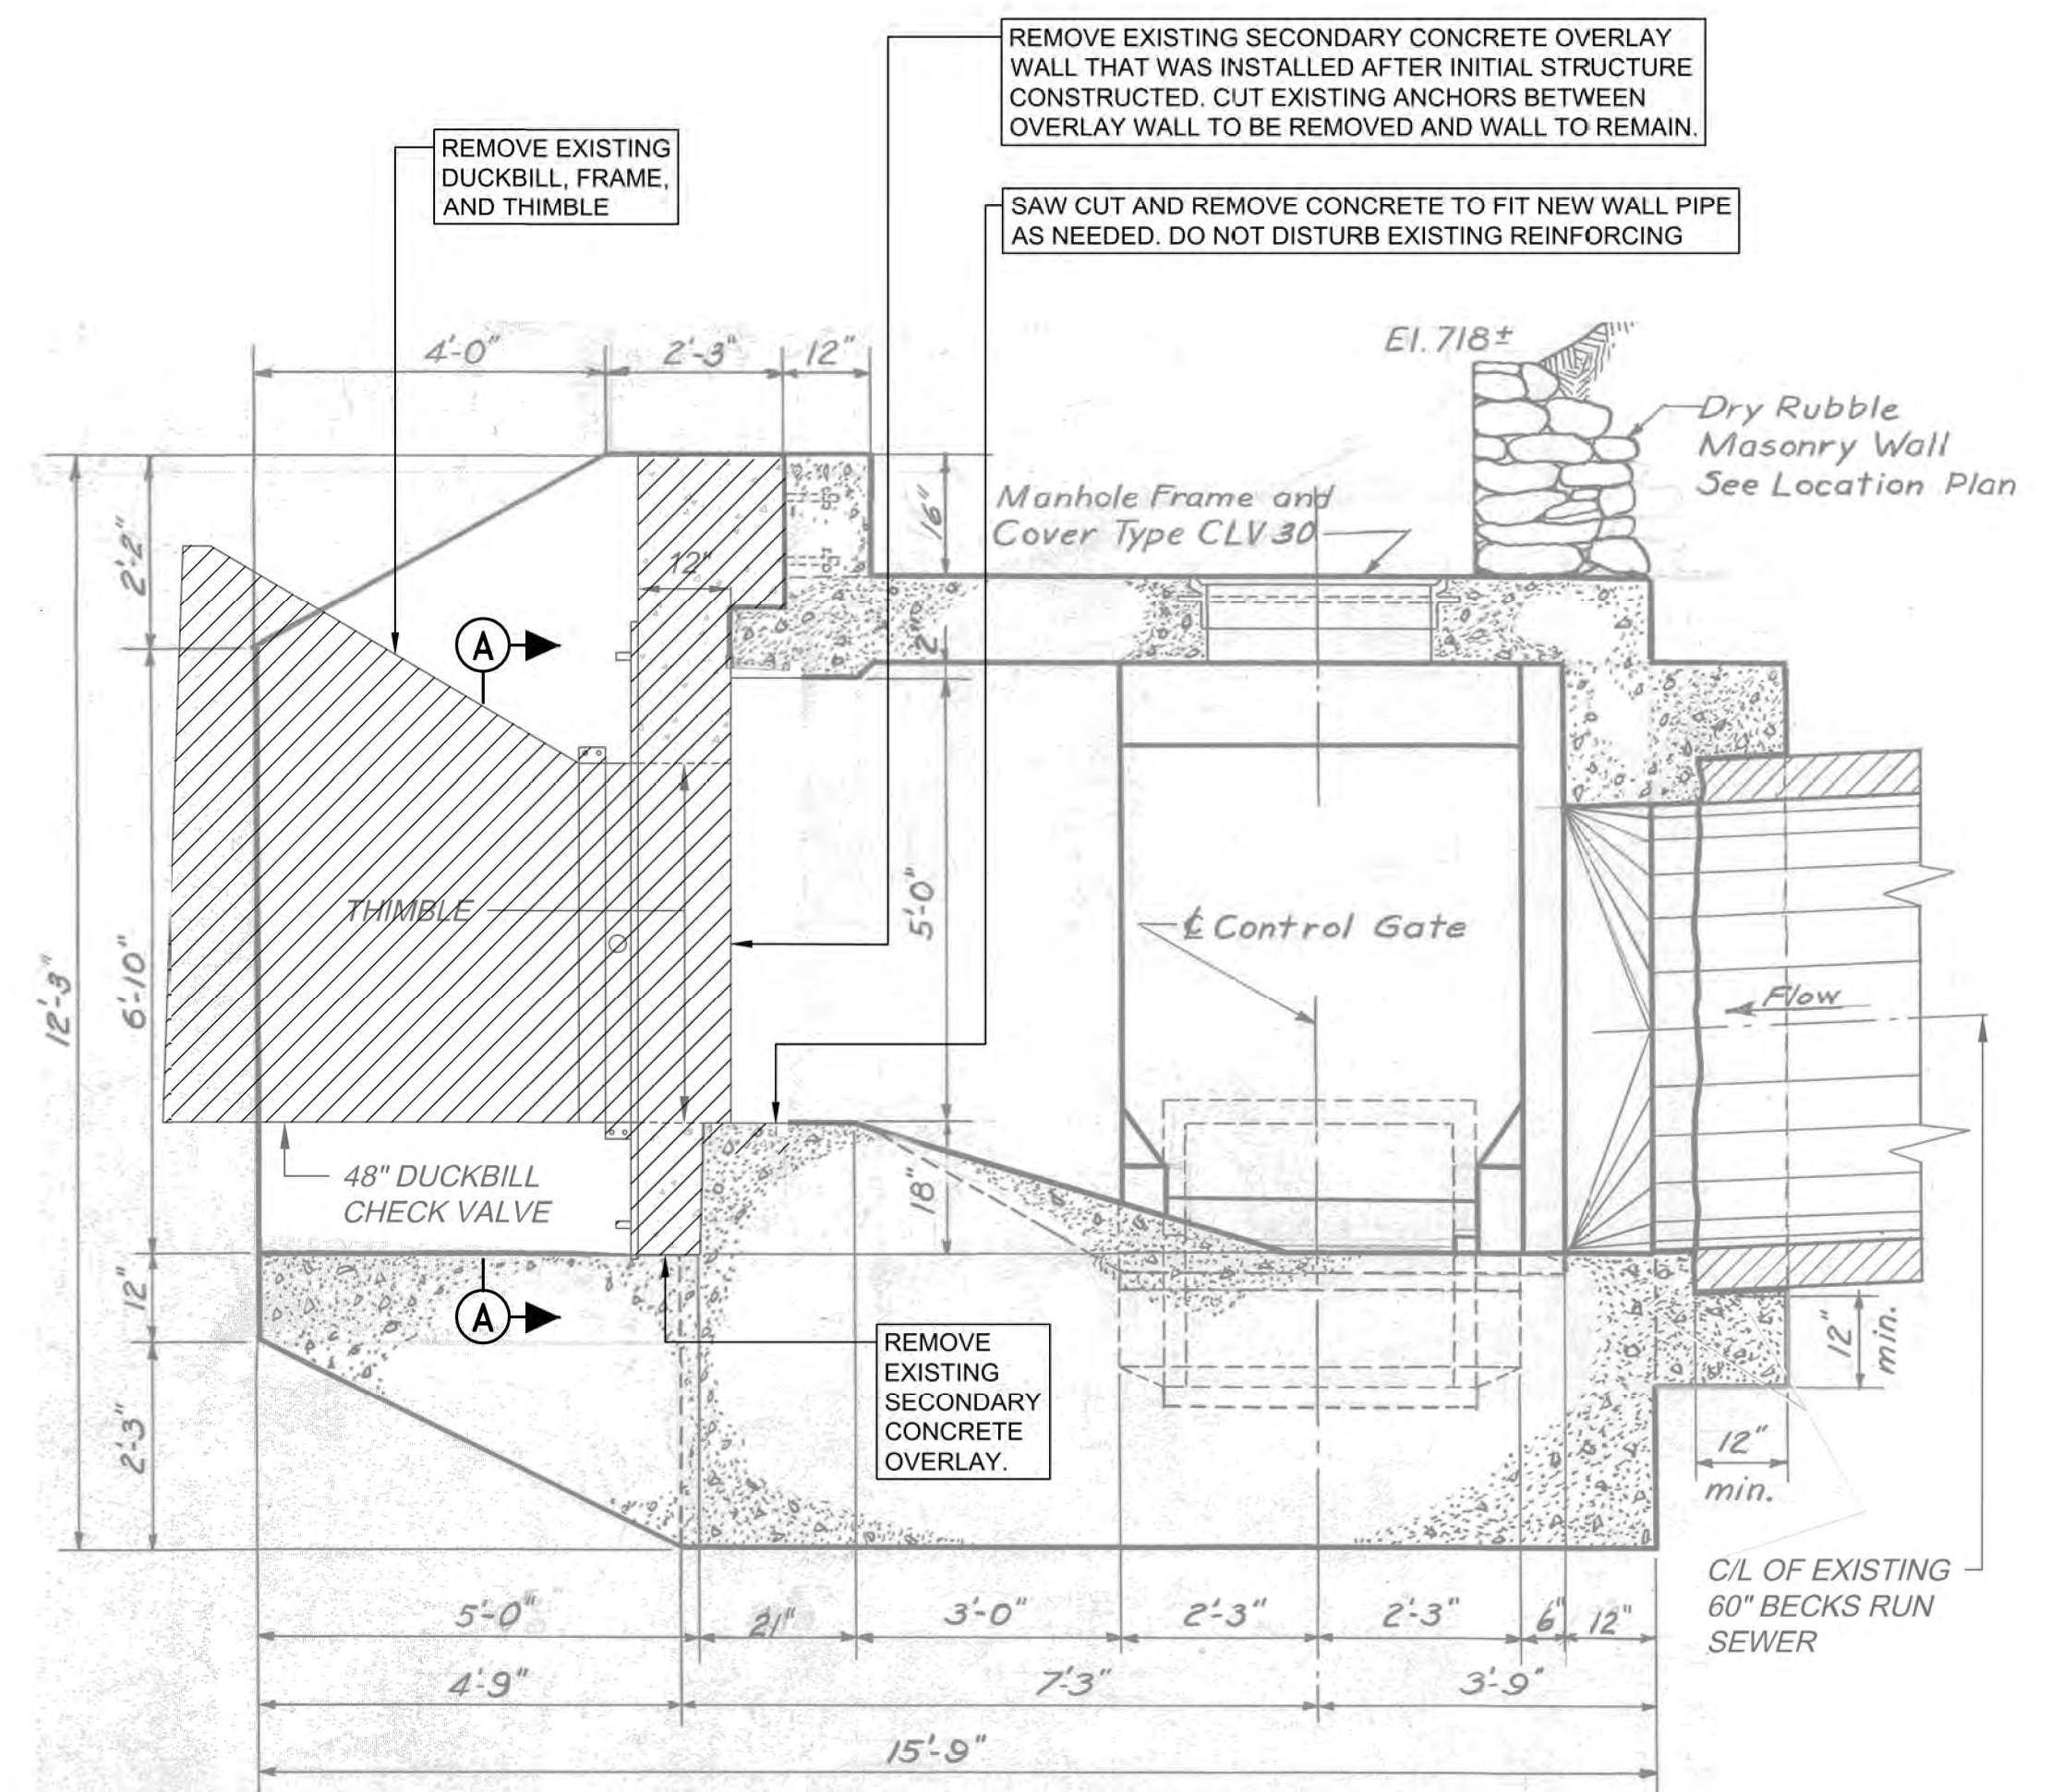 REMOVE EXISTING SECONDARY CONCRETE OVERLAY
WALL THAT WAS INSTALLED AFTER INITIAL STRUCTURE
CONSTRUCTED. CUT EXISTING ANCHORS BETWEEN
OVERLAY WALL TO BE REMOVED AND WALL TO REMAIN.
REMOVE EXISTING
DUCKBILL, FRAME,
AND THIMBLE
SAW CUT AND REMOVE CONCRETE TO FIT NEW WALL PIPE
AS NEEDED. DO NOT DISTURB EXISTING REINFORCING
El. 718±
4'-0"
2'-3"
12"
Dry Rubble
Masonry Wall
See Location Plan
Manhole Frame and
Cover Type CLV 30
16"
2'-2"
12"
2"
A
THIMBLE
5'-0"
℄ Control Gate
Flow
12'-3"
6'-10"
48" DUCKBILL
CHECK VALVE
18"
12"
A
REMOVE
EXISTING
SECONDARY
CONCRETE
OVERLAY.
12"
min.
2'-3"
12"
min.
C/L OF EXISTING
60" BECKS RUN
SEWER
5'-0"
21"
3'-0"
2'-3"
2'-3"
6"
12"
4'-9"
7'-3"
3'-9"
15'-9"